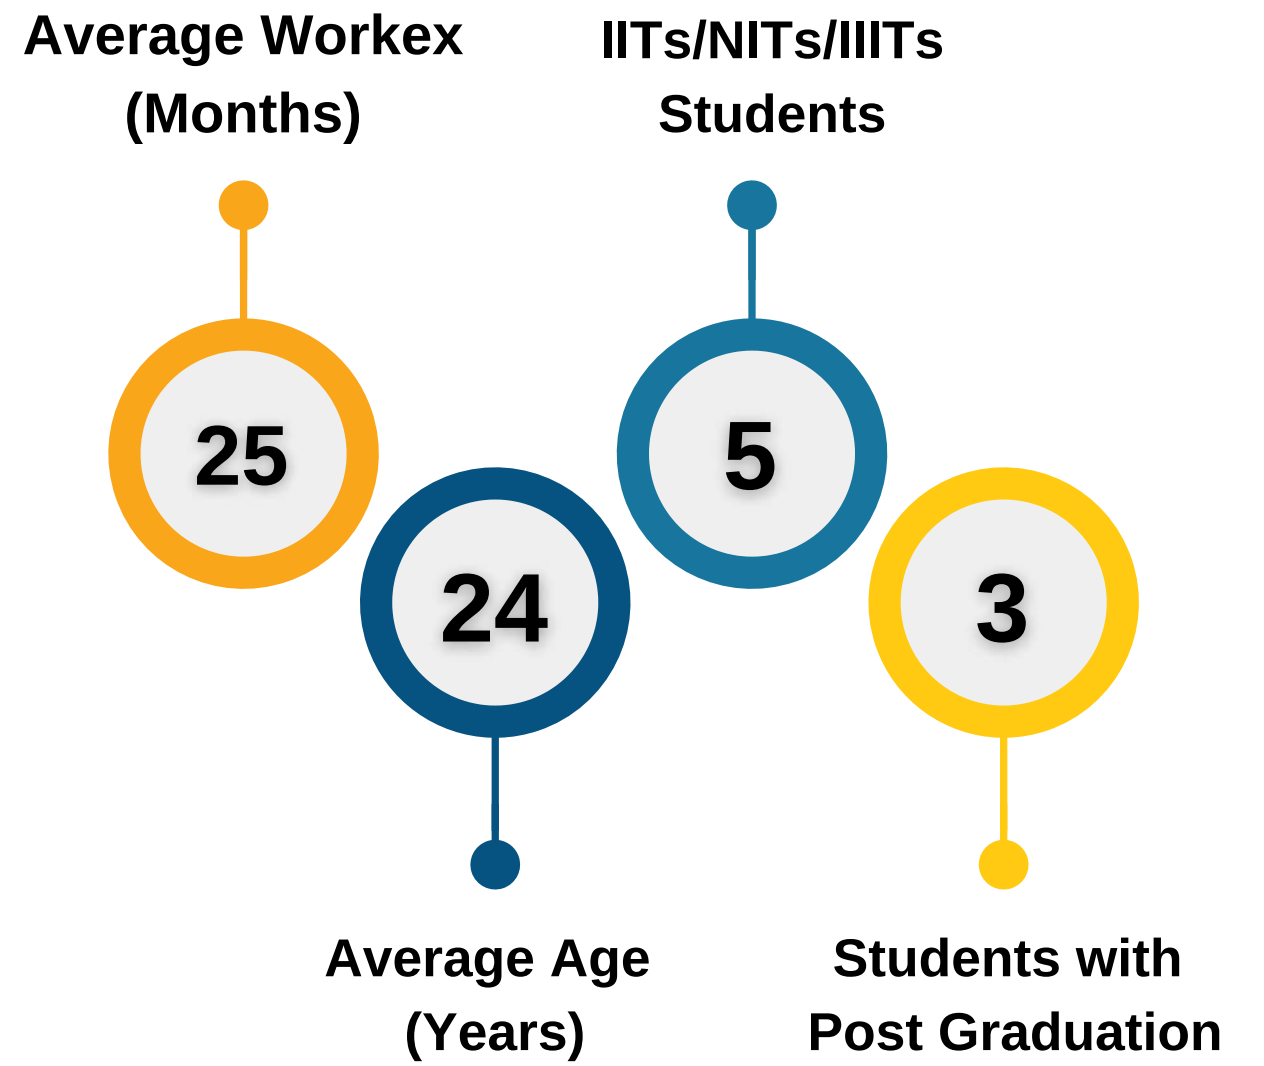 Average Workex
(Months)
IITs/NITs/IIITs
Students
25
5
24
3
Average Age
(Years)
Students with
Post Graduation